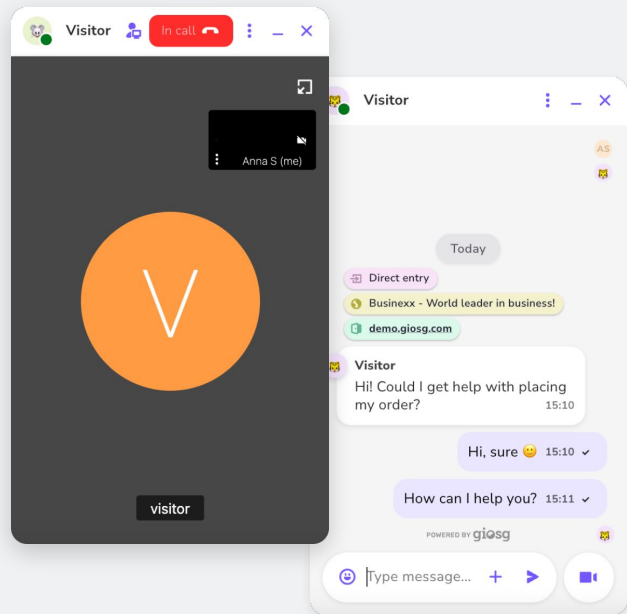 Visitor
In call
Anna S (me)
V
visitor
Visitor
AS
Today
Direct entry
Businexx - World leader in business!
demo.giosg.com
Visitor
Hi! Could I get help with placing
my order?
15:10
Hi, sure 😀 15:10
How can I help you? 15:11
POWERED BY giosg
Type message...